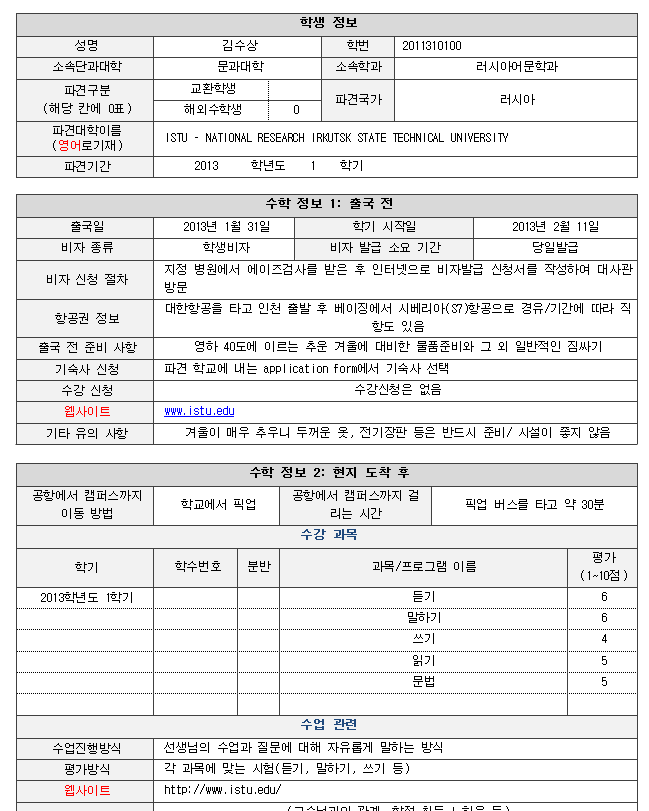 학생 정보
성명 김수상 학번 2011310100
소속단과대학 문과대학 소속학과 러시아어문학과
파견구분
(해당 칸에 0표)
교환학생
해외수학생 0
파견국가 러시아
파견대학이름
(영어로기재)
ISTU - NATIONAL RESEARCH IRKUTSK STATE TECHNICAL UNIVERSITY
파견기간 2013 학년도 1 학기
수학 정보 1: 출국 전
출국일 2013년 1월 31일 학기 시작일 2013년 2월 11일
비자 종류 학생비자 비자 발급 소요 기간 당일발급
비자 신청 절차
지정 병원에서 에이즈검사를 받은 후 인터넷으로 비자발급 신청서를 작성하여 대사관
방문
항공권 정보
대한항공을 타고 인천 출발 후 베이징에서 시베리아(S7)항공으로 경유/기간에 따라 직
항도 있음
출국 전 준비 사항 영하 40도에 이르는 추운 겨울에 대비한 물품준비와 그 외 일반적인 짐싸기
기숙사 신청 파견 학교에 내는 application form에서 기숙사 선택
수강 신청 수강신청은 없음
웹사이트 www.istu.edu
기타 유의 사항 겨울이 매우 추우니 두꺼운 옷, 전기장판 등은 반드시 준비/ 시설이 좋지 않음
수학 정보 2: 현지 도착 후
공항에서 캠퍼스까지
이동 방법
학교에서 픽업
공항에서 캠퍼스까지 걸
리는 시간
픽업 버스를 타고 약 30분
수강 과목
학기 학수번호 분반 과목/프로그램 이름 평가
(1~10점)
2013학년도 1학기 듣기 6
말하기 6
쓰기 4
읽기 5
문법 5
수업 관련
수업진행방식 선생님의 수업과 질문에 대해 자유롭게 말하는 방식
평가방식 각 과목에 맞는 시험(듣기, 말하기, 쓰기 등)
웹사이트 http://www.istu.edu/